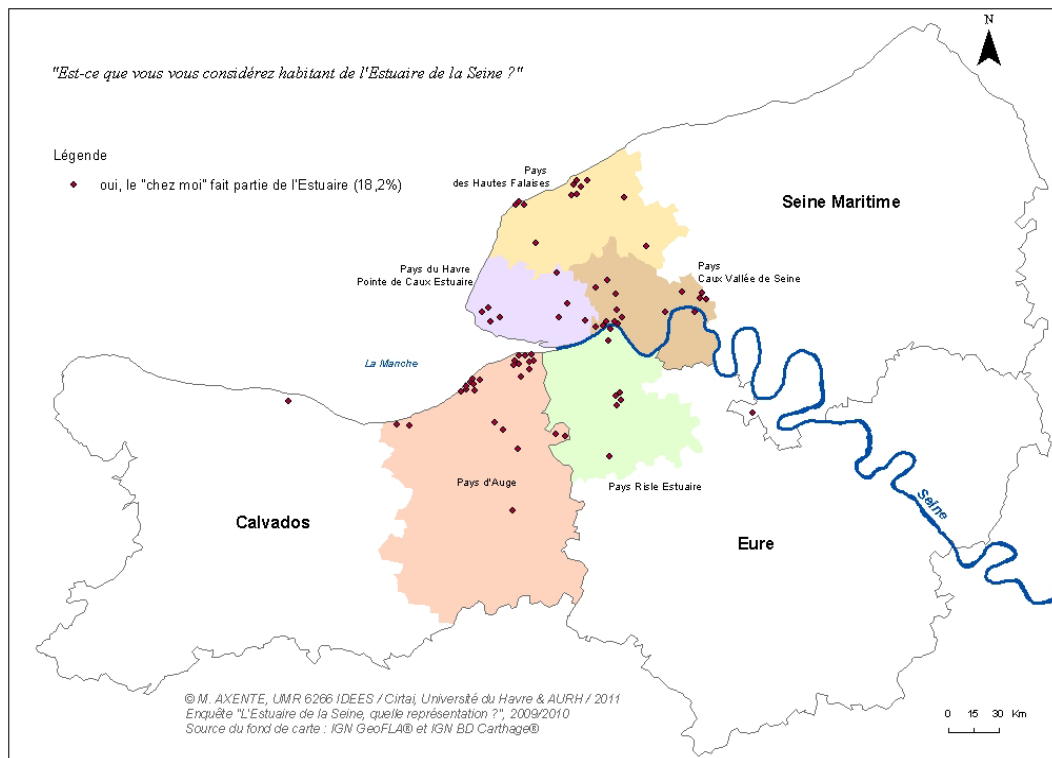 N
"Est-ce que vous vous considérez habitant de l'Estuaire de la Seine ?"
Légende
oui, le "chez moi" fait partie de l'Estuaire (18,2%)
Pays
des Hautes Falaises
Seine Maritime
Pays du Havre
Pointe de Caux Estuaire
Pays
Caux Vallée de Seine
La Manche
Pays d'Auge
Pays Risle Estuaire
Seine
Calvados
Eure
© M. AXENTE, UMR 6266 IDEES / Cirtai, Université du Havre & AURH / 2011
Enquête "L'Estuaire de la Seine, quelle représentation ?", 2009/2010
Source du fond de carte : IGN GeoFLA® et IGN BD Carthage®
0 15 30 Km